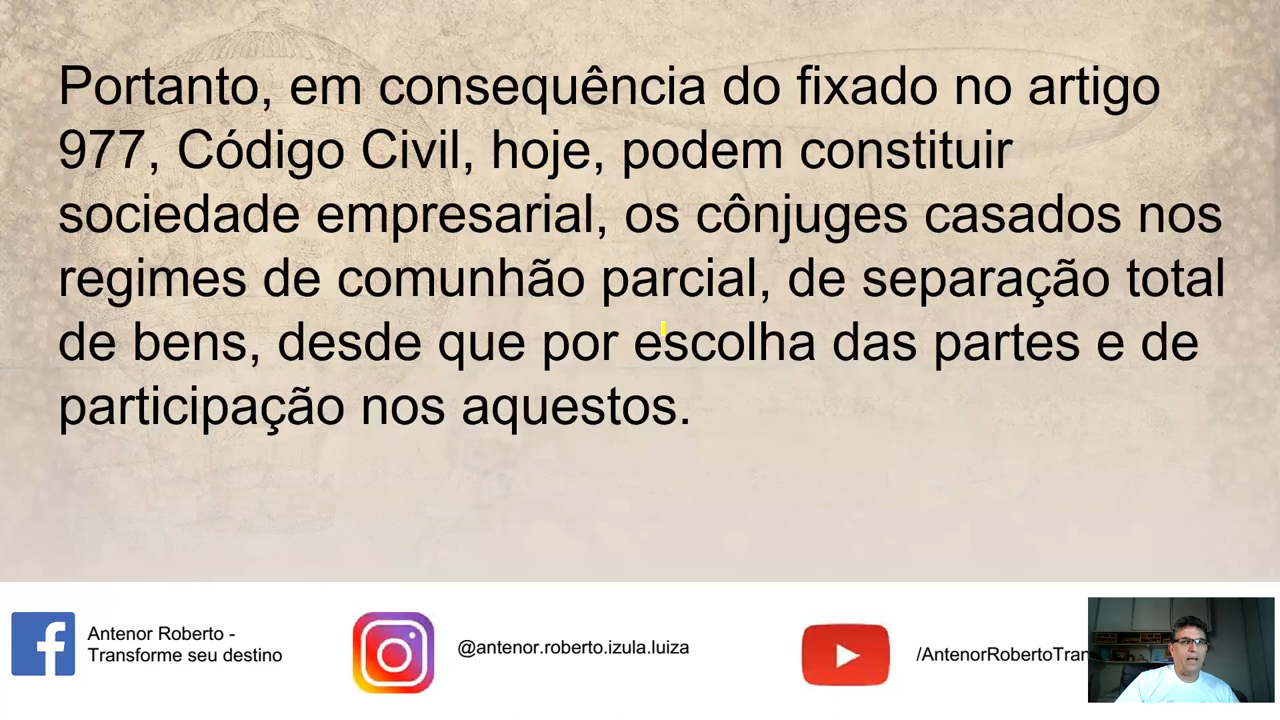 Portanto, em consequência do fixado no artigo
977, Código Civil, hoje, podem constituir
sociedade empresarial, os cônjuges casados nos
regimes de comunhão parcial, de separação total
de bens, desde que por escolha das partes e de
participação nos aquestos.
Antenor Roberto -
Transforme seu destino
@antenor.roberto.izula.luiza
/AntenorRobertoTran